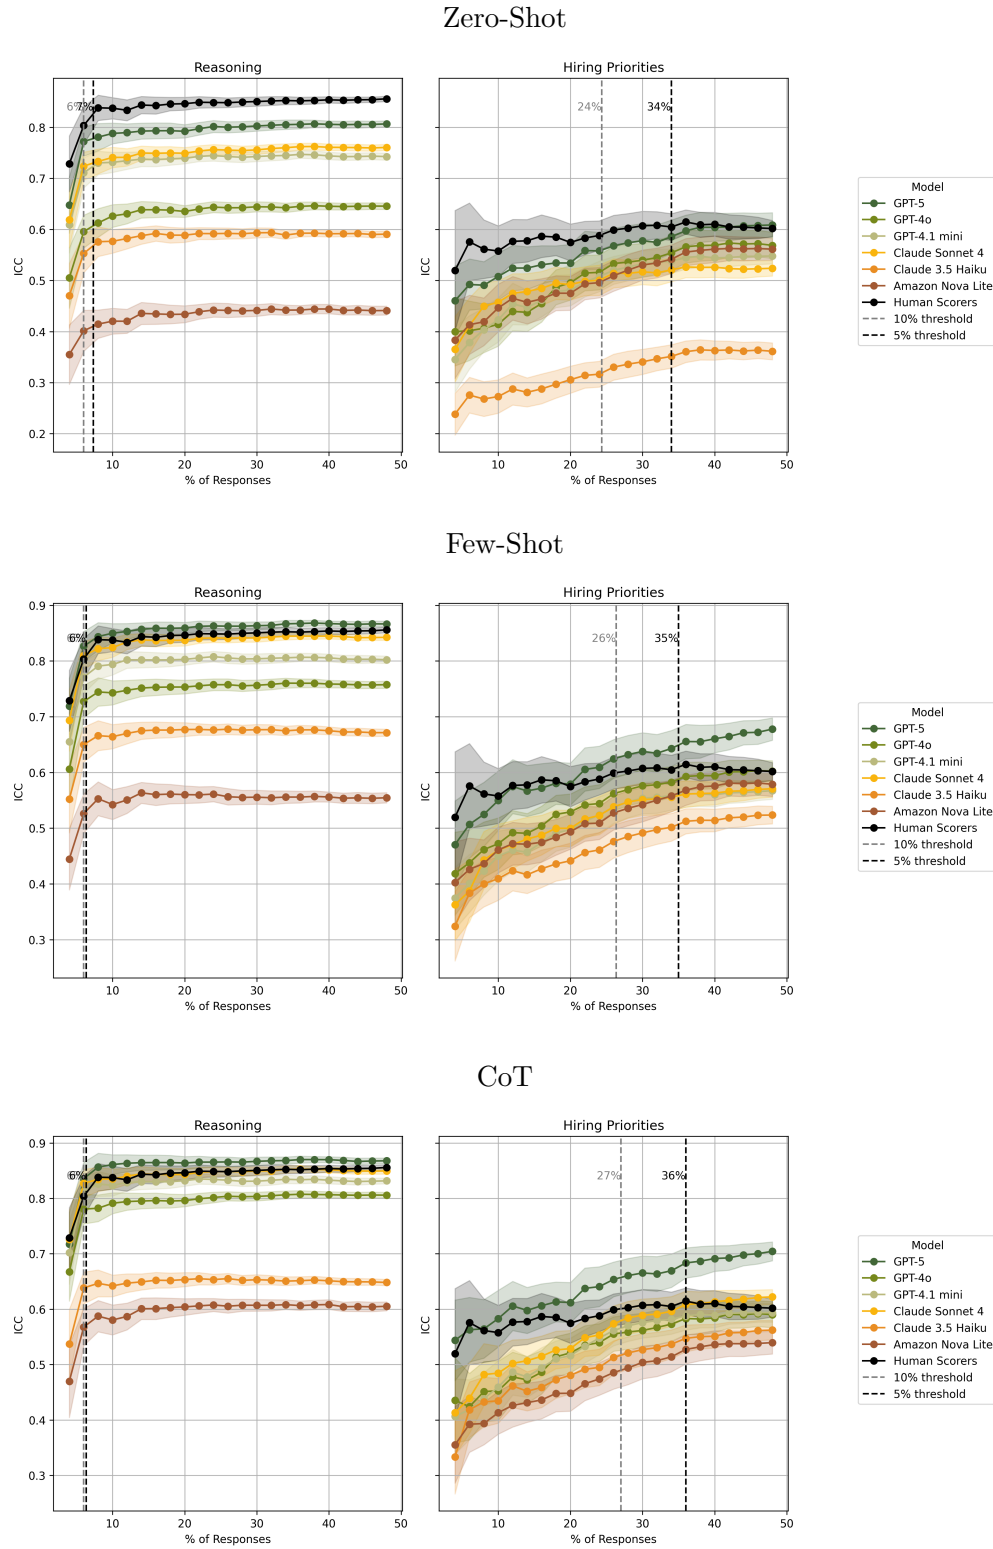 Zero-Shot
Reasoning
Hiring Priorities
6%
7%
24%
34%
0.8
0.7
0.6
0.5
0.4
0.3
0.2
ICC
ICC
10 20 30 40 50
% of Responses
10 20 30 40 50
% of Responses
Model
GPT-5
GPT-4o
GPT-4.1 mini
Claude Sonnet 4
Claude 3.5 Haiku
Amazon Nova Lite
Human Scorers
10% threshold
5% threshold
Few-Shot
Reasoning
Hiring Priorities
6%
6%
26%
35%
0.9
0.8
0.7
0.6
0.5
0.4
0.3
ICC
ICC
10 20 30 40 50
% of Responses
10 20 30 40 50
% of Responses
Model
GPT-5
GPT-4o
GPT-4.1 mini
Claude Sonnet 4
Claude 3.5 Haiku
Amazon Nova Lite
Human Scorers
10% threshold
5% threshold
CoT
Reasoning
Hiring Priorities
6%
6%
27%
36%
0.9
0.8
0.7
0.6
0.5
0.4
0.3
ICC
ICC
10 20 30 40 50
% of Responses
10 20 30 40 50
% of Responses
Model
GPT-5
GPT-4o
GPT-4.1 mini
Claude Sonnet 4
Claude 3.5 Haiku
Amazon Nova Lite
Human Scorers
10% threshold
5% threshold